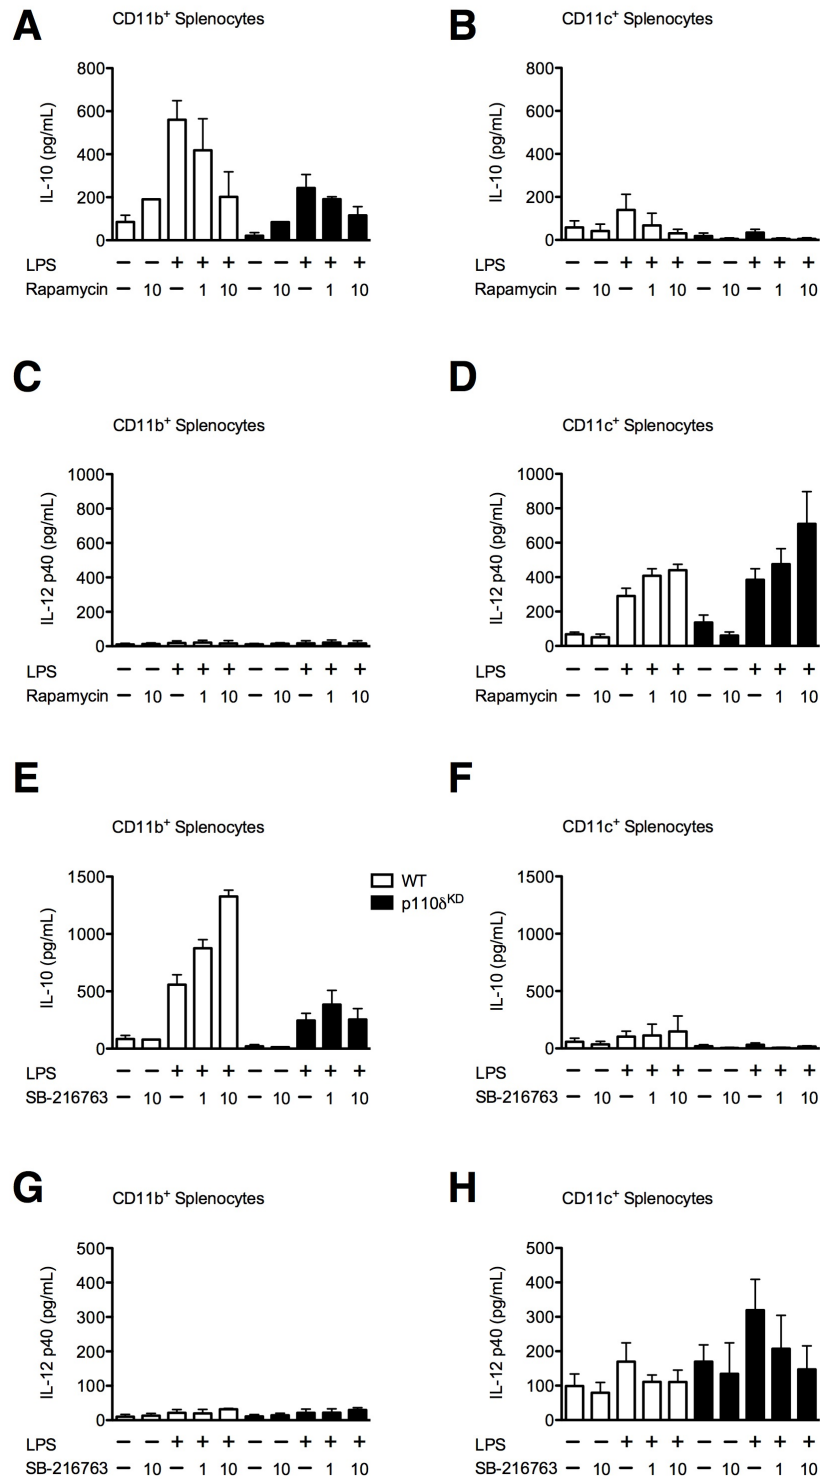 A
CD11b+ Splenocytes
IL-10 (pg/mL)
800
600
400
200
0
LPS − − + + + − − + + +
Rapamycin − 10 − 1 10 − 10 − 1 10
B
CD11c+ Splenocytes
IL-10 (pg/mL)
800
600
400
200
0
LPS − − + + + − − + + +
Rapamycin − 10 − 1 10 − 10 − 1 10
C
CD11b+ Splenocytes
IL-12 p40 (pg/mL)
1000
800
600
400
200
0
LPS − − + + + − − + + +
Rapamycin − 10 − 1 10 − 10 − 1 10
D
CD11c+ Splenocytes
IL-12 p40 (pg/mL)
1000
800
600
400
200
0
LPS − − + + + − − + + +
Rapamycin − 10 − 1 10 − 10 − 1 10
E
CD11b+ Splenocytes
IL-10 (pg/mL)
1500
1000
500
0
LPS − − + + + − − + + +
SB-216763 − 10 − 1 10 − 10 − 1 10
WT
p110δKD
F
CD11c+ Splenocytes
IL-10 (pg/mL)
1500
1000
500
0
LPS − − + + + − − + + +
SB-216763 − 10 − 1 10 − 10 − 1 10
G
CD11b+ Splenocytes
IL-12 p40 (pg/mL)
500
400
300
200
100
0
LPS − − + + + − − + + +
SB-216763 − 10 − 1 10 − 10 − 1 10
H
CD11c+ Splenocytes
IL-12 p40 (pg/mL)
500
400
300
200
100
0
LPS − − + + + − − + + +
SB-216763 − 10 − 1 10 − 10 − 1 10